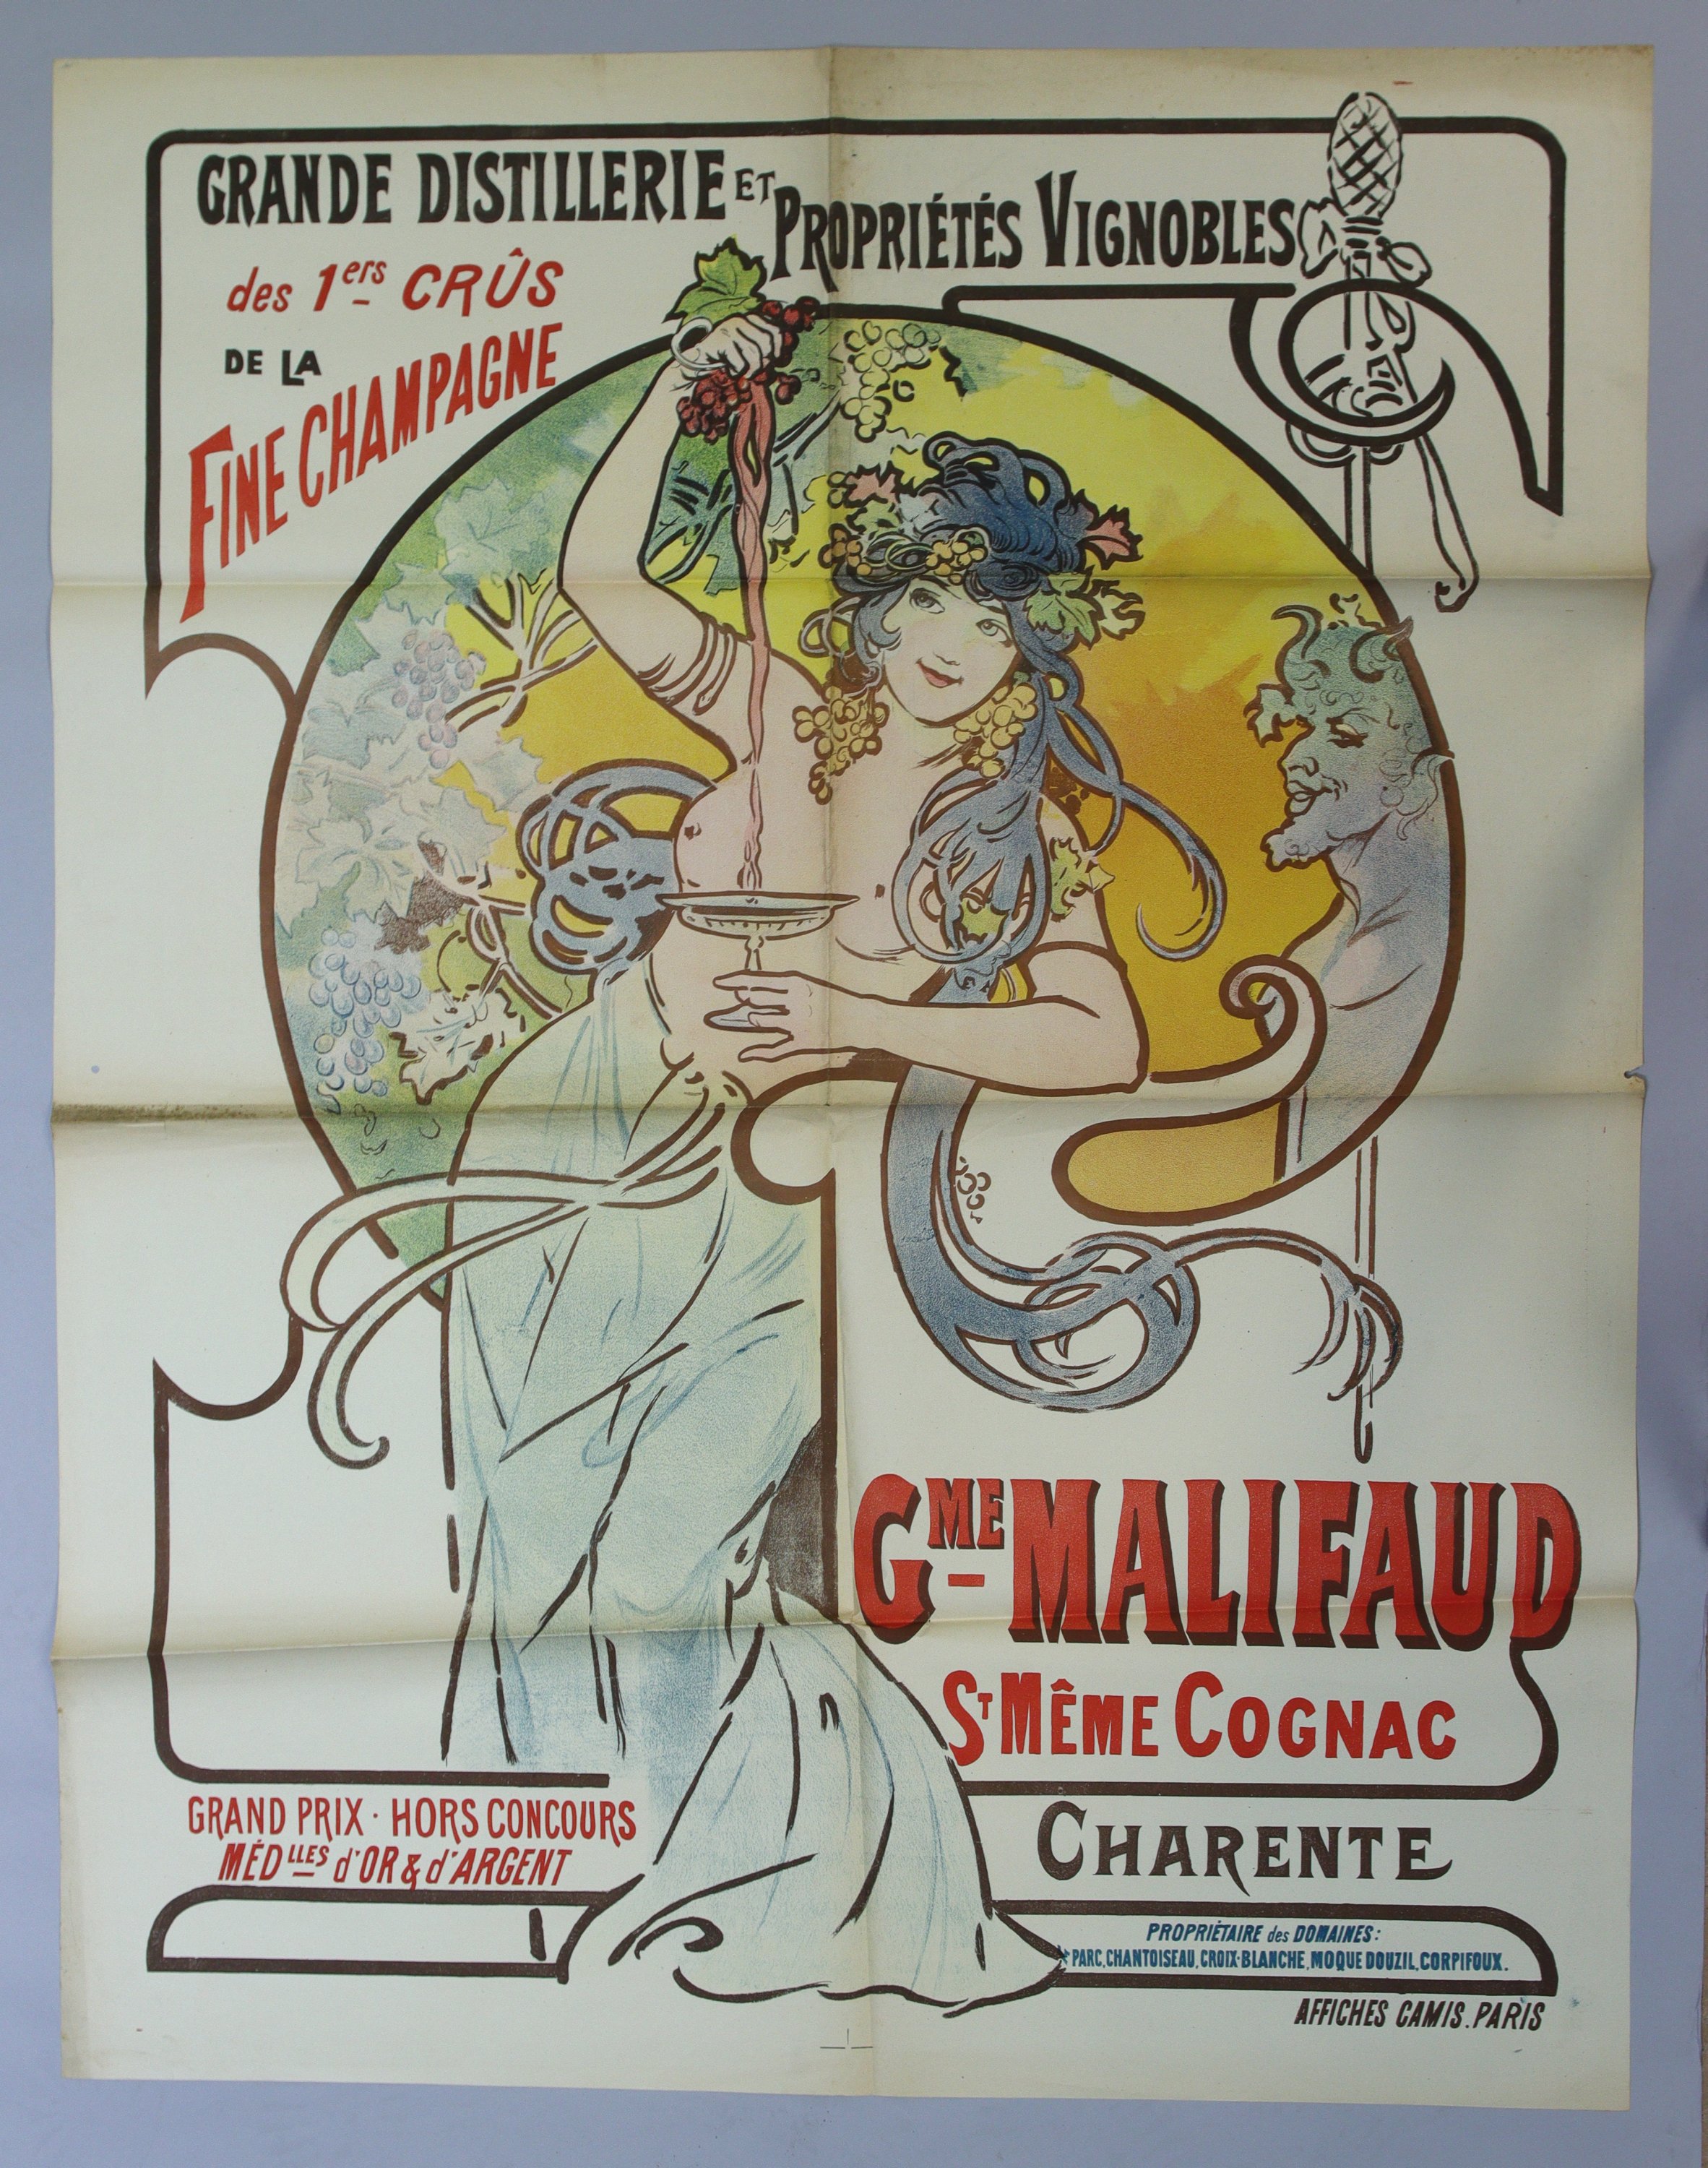 GRANDE DISTILLERIE ET PROPRIÉTÉS VIGNOBLES
des 1ers CRÛS
DE LA
FINE CHAMPAGNE
GME MALIFAUD
ST MÊME COGNAC
CHARENTE
GRAND PRIX · HORS CONCOURS
MÉDLLES d'OR & d'ARGENT
PROPRIÉTAIRE des DOMAINES:
PARC, CHANTOISEAU, CROIX-BLANCHE, MOQUE DOUZIL, CORPIFOUX.
AFFICHES CAMIS. PARIS